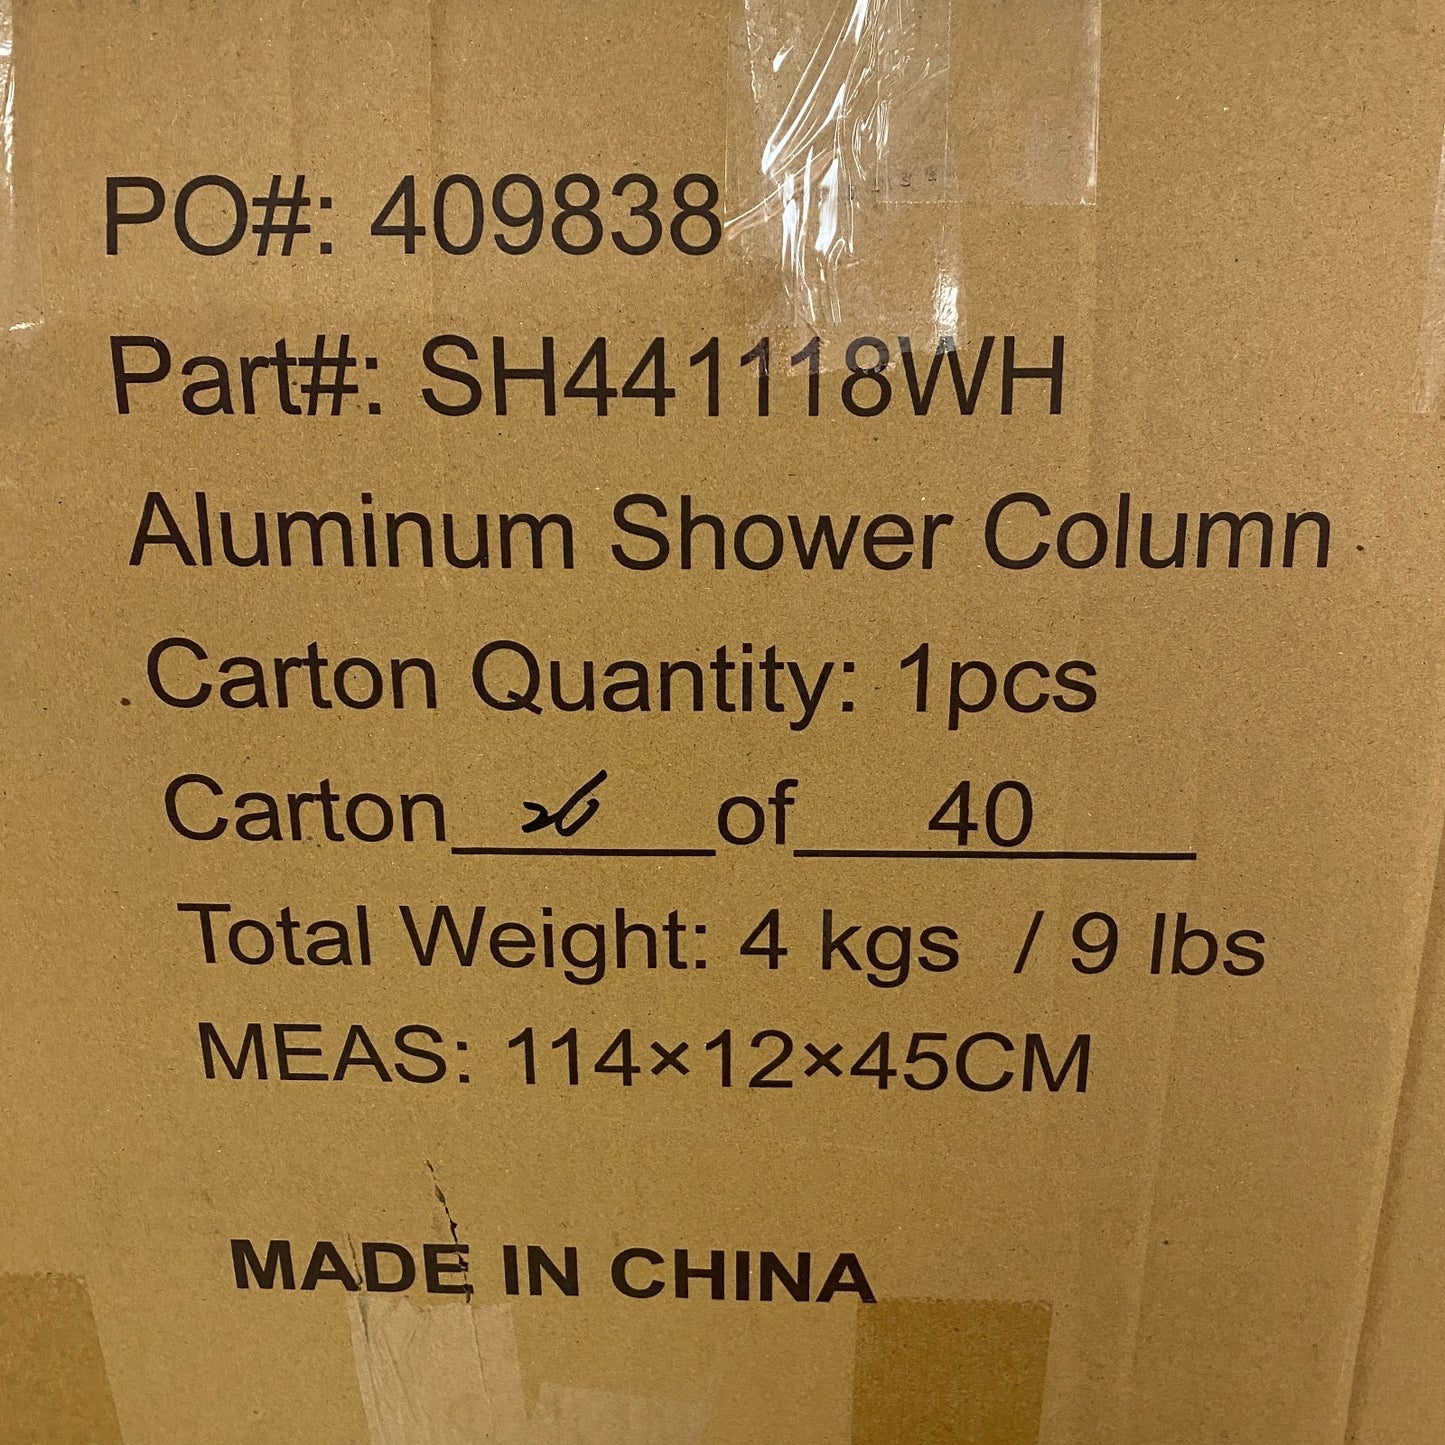 PO#: 409838
Part#: SH441118WH
Aluminum Shower Column
Carton Quantity: 1pcs
Carton 26 of 40
Total Weight: 4 kgs / 9 lbs
MEAS: 114×12×45CM
MADE IN CHINA